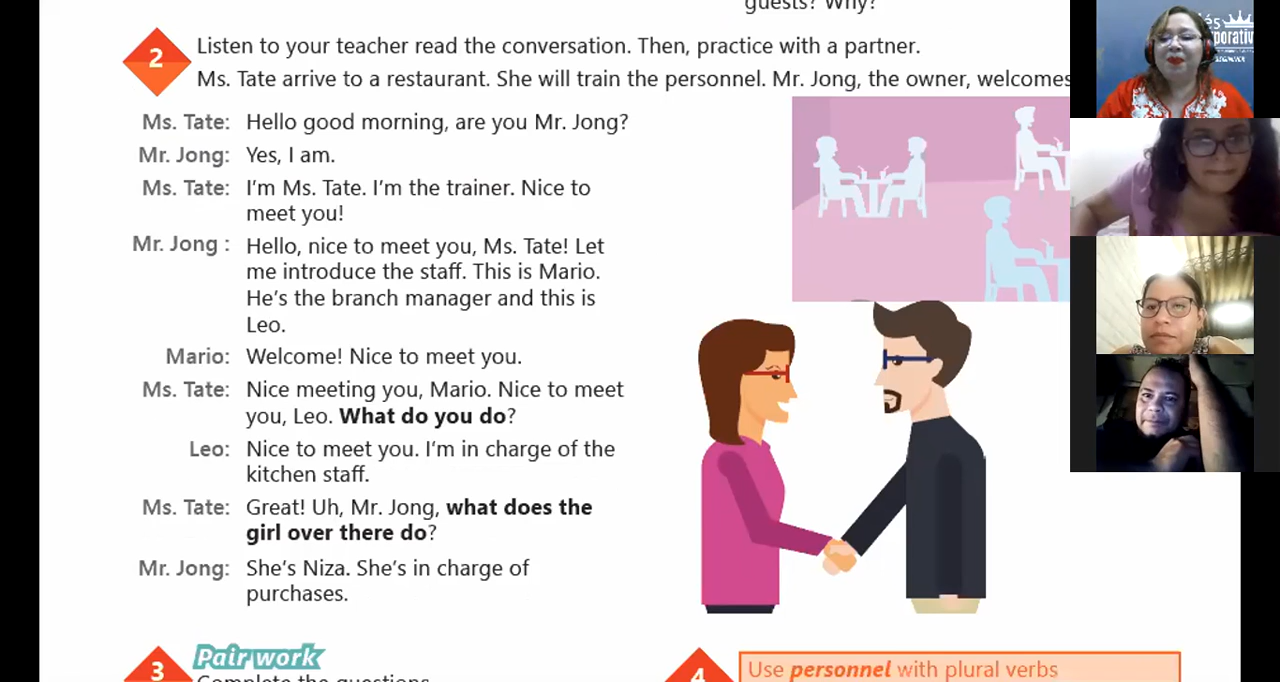 guests? Why?
2
Listen to your teacher read the conversation. Then, practice with a partner.
Ms. Tate arrive to a restaurant. She will train the personnel. Mr. Jong, the owner, welcomes
Ms. Tate: Hello good morning, are you Mr. Jong?
Mr. Jong: Yes, I am.
Ms. Tate: I'm Ms. Tate. I'm the trainer. Nice to
meet you!
Mr. Jong : Hello, nice to meet you, Ms. Tate! Let
me introduce the staff. This is Mario.
He's the branch manager and this is
Leo.
Mario: Welcome! Nice to meet you.
Ms. Tate: Nice meeting you, Mario. Nice to meet
you, Leo. What do you do?
Leo: Nice to meet you. I'm in charge of the
kitchen staff.
Ms. Tate: Great! Uh, Mr. Jong, what does the
girl over there do?
Mr. Jong: She's Niza. She's in charge of
purchases.
3
Pair work
Complete the questions
4
Use personnel with plural verbs